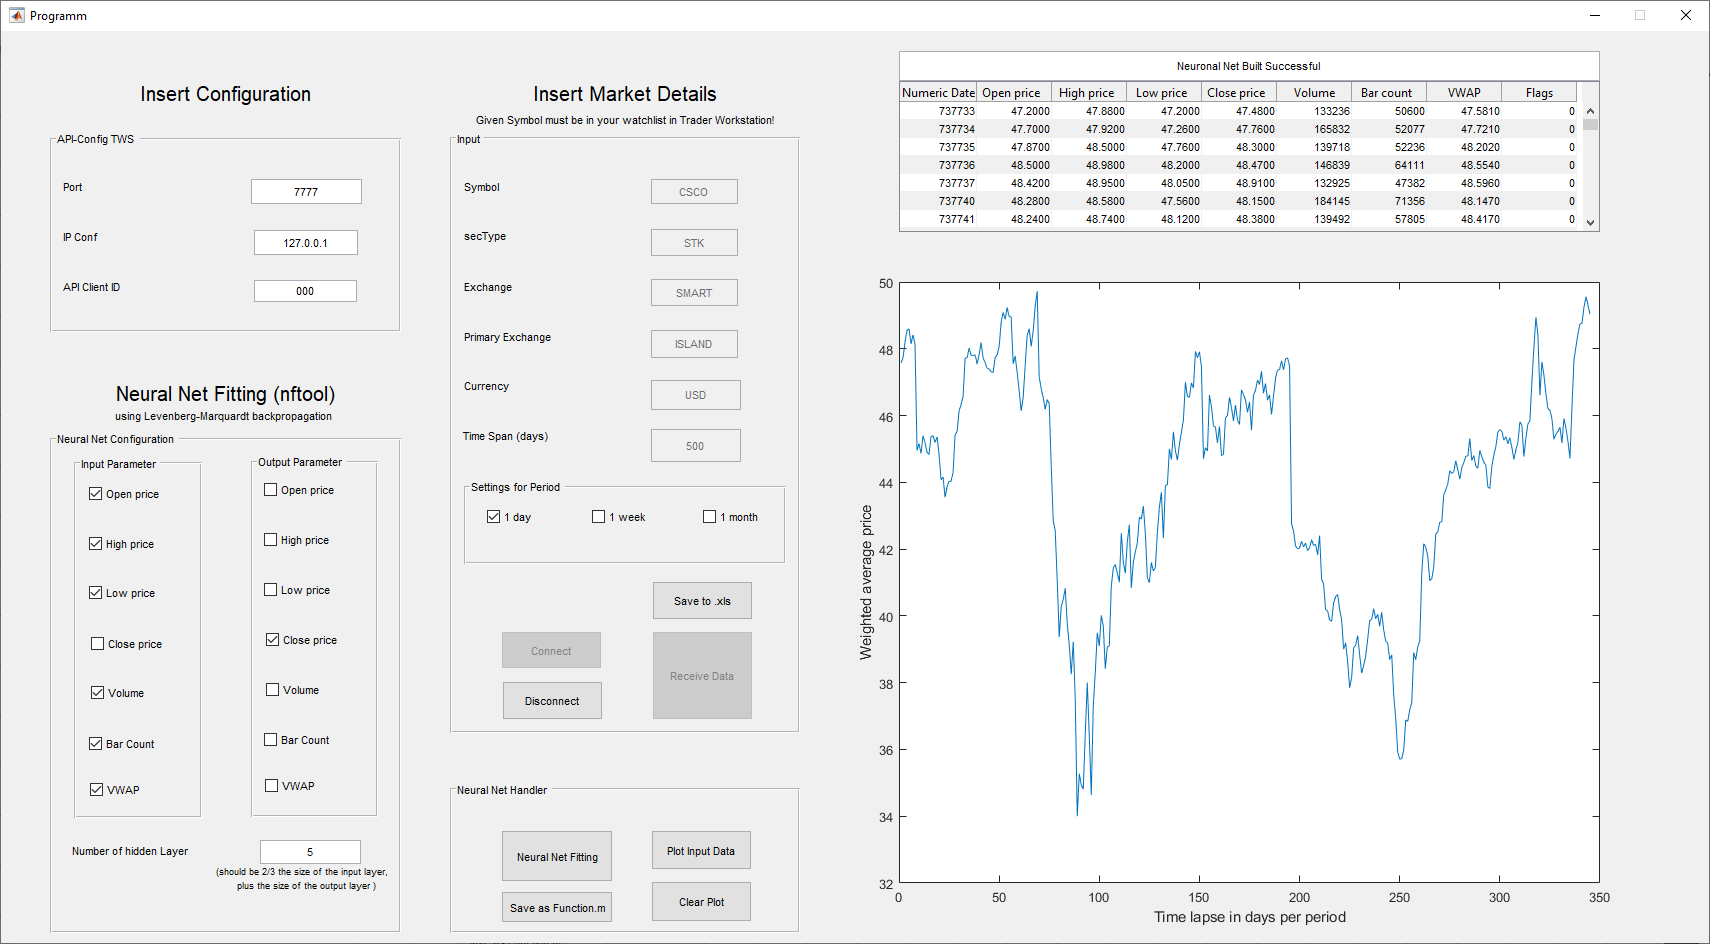 Programm
Insert Configuration
API-Config TWS
Port
7777
IP Conf
127.0.0.1
API Client ID
000
Neural Net Fitting (nftool)
using Levenberg-Marquardt backpropagation
Neural Net Configuration
Input Parameter
Open price
High price
Low price
Close price
Volume
Bar Count
VWAP
Output Parameter
Open price
High price
Low price
Close price
Volume
Bar Count
VWAP
Number of hidden Layer
5
(should be 2/3 the size of the input layer,
plus the size of the output layer )
Insert Market Details
Given Symbol must be in your watchlist in Trader Workstation!
Input
Symbol
CSCO
secType
STK
Exchange
SMART
Primary Exchange
ISLAND
Currency
USD
Time Span (days)
500
Settings for Period
1 day
1 week
1 month
Save to .xls
Connect
Receive Data
Disconnect
Neural Net Handler
Neural Net Fitting
Plot Input Data
Save as Function.m
Clear Plot
Neuronal Net Built Successful
Numeric Date Open price High price Low price Close price Volume Bar count VWAP Flags
737733 47.2000 47.8800 47.2000 47.4800 133236 50600 47.5810 0
737734 47.7000 47.9200 47.2600 47.7600 165832 52077 47.7210 0
737735 47.8700 48.5000 47.7600 48.3000 139718 52236 48.2020 0
737736 48.5000 48.9800 48.2000 48.4700 146839 64111 48.5540 0
737737 48.4200 48.9500 48.0500 48.9100 132925 47382 48.5960 0
737740 48.2800 48.5800 47.5600 48.1500 184145 71356 48.1470 0
737741 48.2400 48.7400 48.1200 48.3800 139492 57805 48.4170 0
50
48
46
44
42
40
38
36
34
32
Weighted average price
0 50 100 150 200 250 300 350
Time lapse in days per period